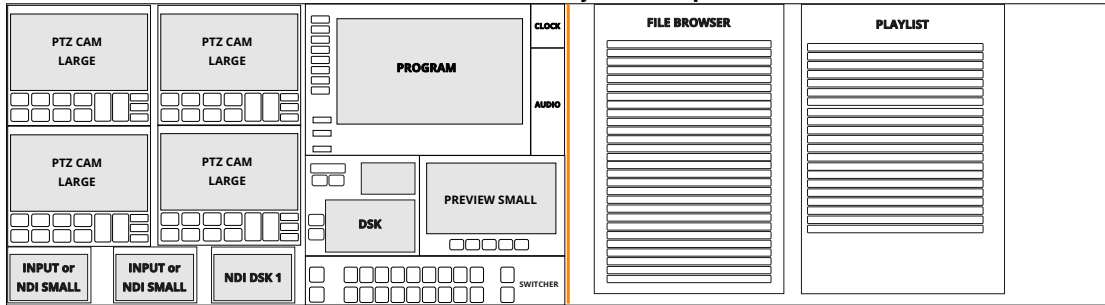 PTZ CAM
LARGE
PTZ CAM
LARGE
PROGRAM
CLOCK
AUDIO
FILE BROWSER
PLAYLIST
PTZ CAM
LARGE
PTZ CAM
LARGE
DSK
PREVIEW SMALL
INPUT or
NDI SMALL
INPUT or
NDI SMALL
NDI DSK 1
SWITCHER